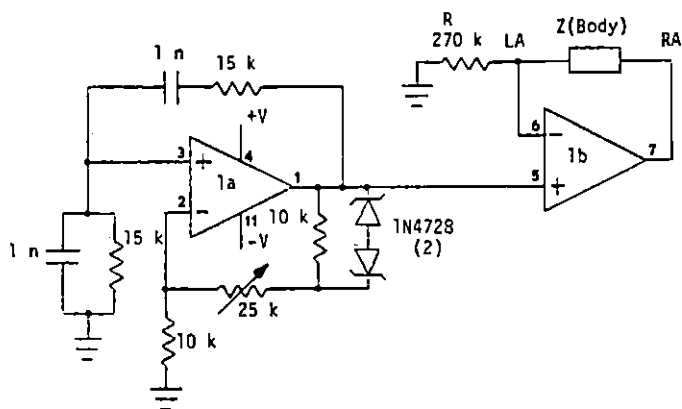 R
270 k
LA
Z(Body)
RA
1 n
15 k
+V
3
+
4
1a
1
2
-
11
-V
10 k
1N4728
(2)
6
-
1b
7
5
+
1 n
15 k
25 k
10 k